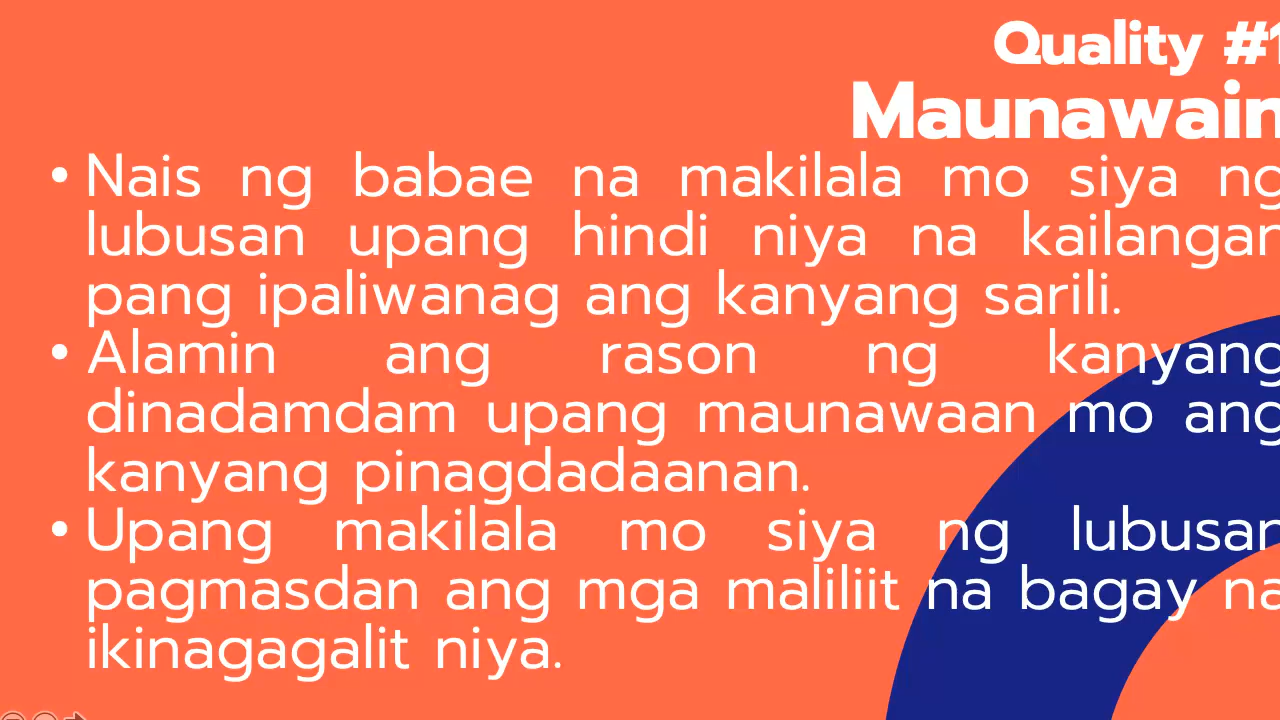 Quality #1
Maunawain
• Nais ng babae na makilala mo siya ng
lubusan upang hindi niya na kailangan
pang ipaliwanag ang kanyang sarili.
• Alamin ang rason ng kanyang
dinadamdam upang maunawaan mo ang
kanyang pinagdadaanan.
• Upang makilala mo siya ng lubusan
pagmasdan ang mga maliliit na bagay na
ikinagagalit niya.